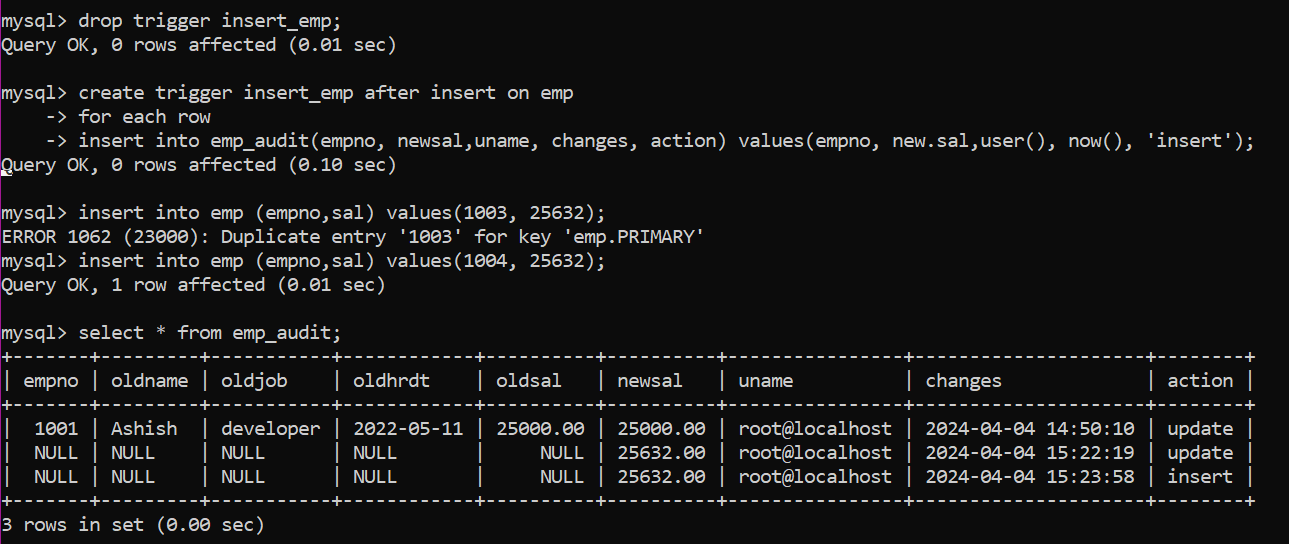 mysql> drop trigger insert_emp;
Query OK, 0 rows affected (0.01 sec)
mysql> create trigger insert_emp after insert on emp
    -> for each row
    -> insert into emp_audit(empno, newsal,uname, changes, action) values(empno, new.sal,user(), now(), 'insert');
Query OK, 0 rows affected (0.10 sec)
mysql> insert into emp (empno,sal) values(1003, 25632);
ERROR 1062 (23000): Duplicate entry '1003' for key 'emp.PRIMARY'
mysql> insert into emp (empno,sal) values(1004, 25632);
Query OK, 1 row affected (0.01 sec)
mysql> select * from emp_audit;
+-------+---------+-----------+------------+----------+----------+----------------+---------------------+--------+
| empno | oldname | oldjob    | oldhrdt    | oldsal   | newsal   | uname          | changes             | action |
+-------+---------+-----------+------------+----------+----------+----------------+---------------------+--------+
|  1001 | Ashish  | developer | 2022-05-11 | 25000.00 | 25000.00 | root@localhost | 2024-04-04 14:50:10 | update |
|  NULL | NULL    | NULL      | NULL       |     NULL | 25632.00 | root@localhost | 2024-04-04 15:22:19 | update |
|  NULL | NULL    | NULL      | NULL       |     NULL | 25632.00 | root@localhost | 2024-04-04 15:23:58 | insert |
+-------+---------+-----------+------------+----------+----------+----------------+---------------------+--------+
3 rows in set (0.00 sec)